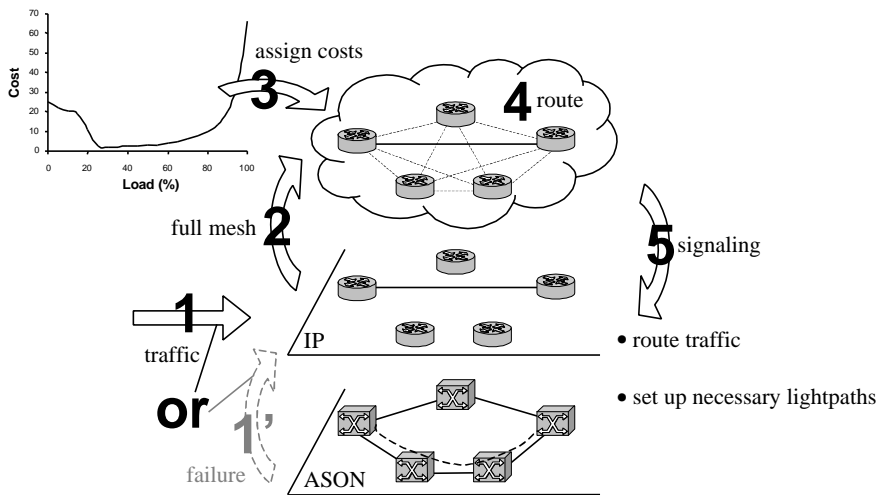 70
60
50
40
30
20
10
0
Cost
0 20 40 60 80 100
Load (%)
assign costs
3
4 route
full mesh 2
5 signaling
1
traffic
IP
• route traffic
or
• set up necessary lightpaths
1’
failure
ASON